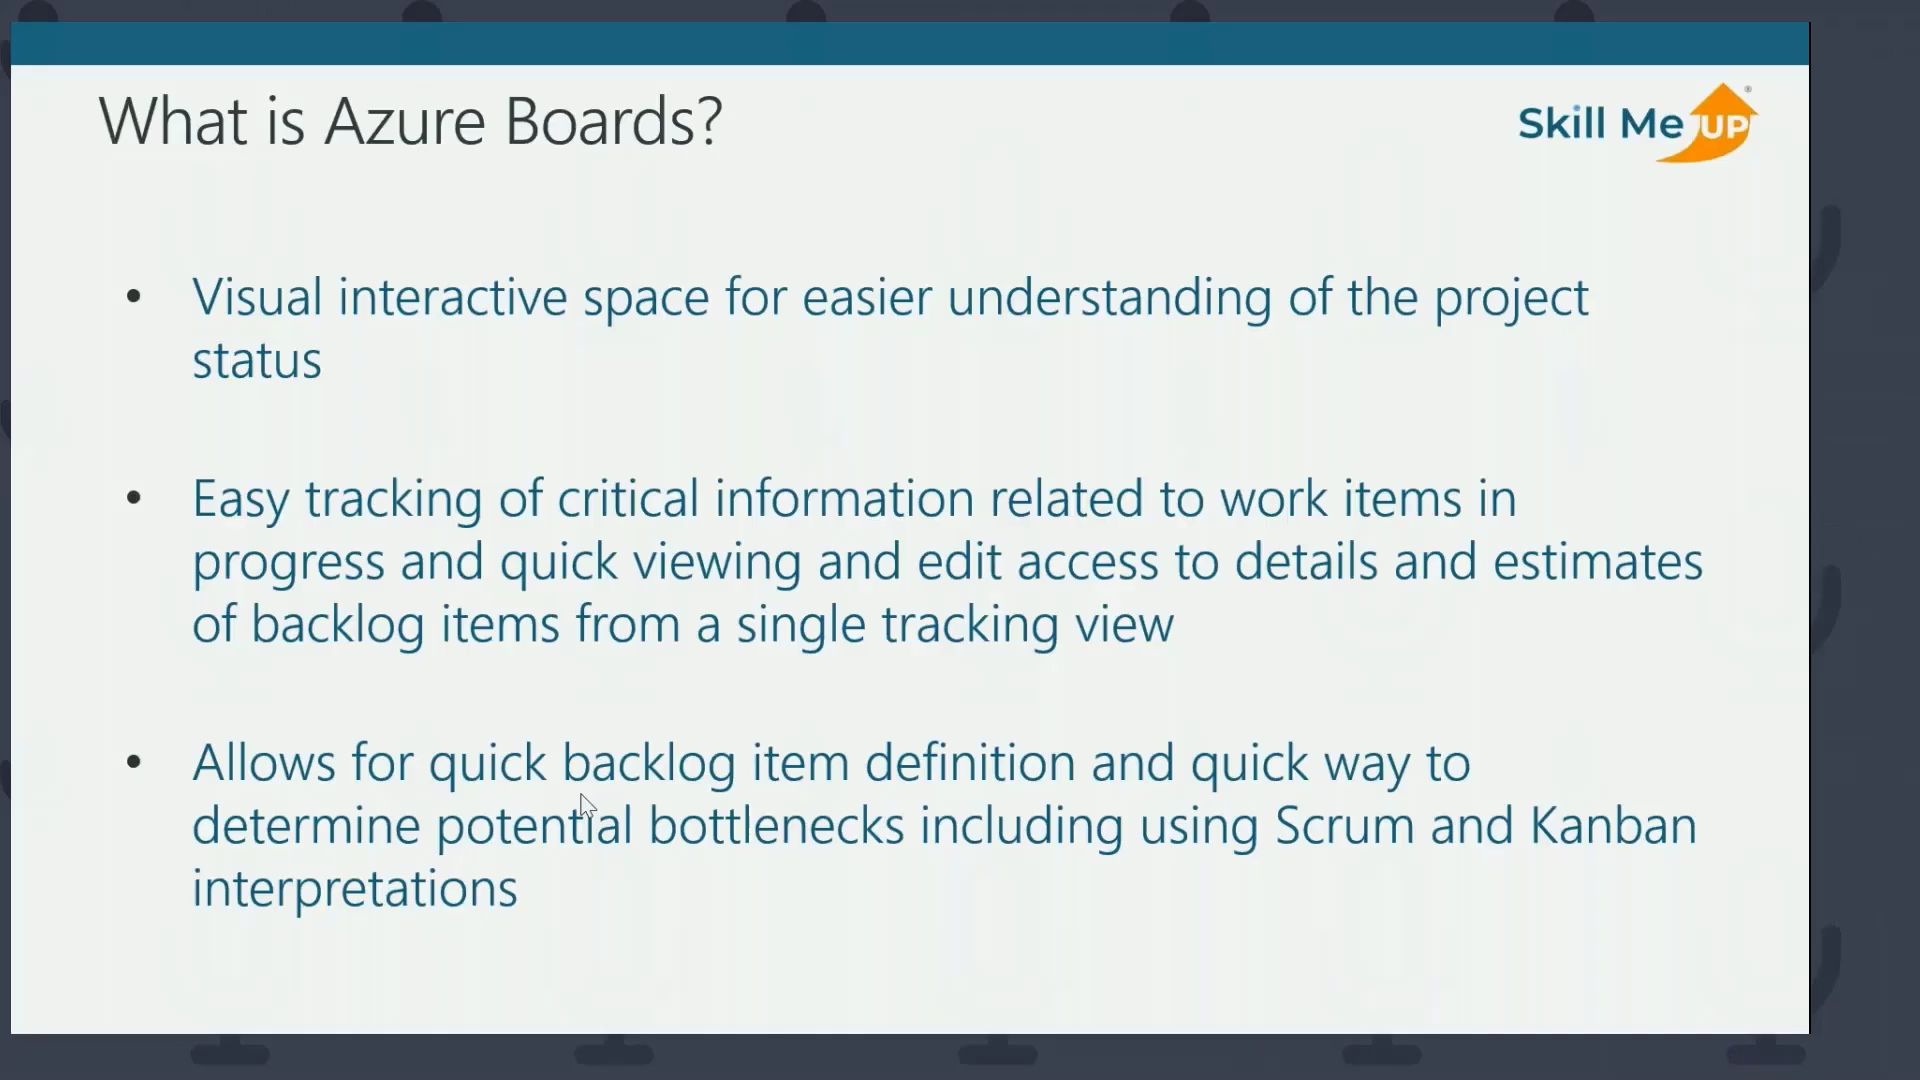 What is Azure Boards?
Skill Me UP®
• Visual interactive space for easier understanding of the project
status
• Easy tracking of critical information related to work items in
progress and quick viewing and edit access to details and estimates
of backlog items from a single tracking view
• Allows for quick backlog item definition and quick way to
determine potential bottlenecks including using Scrum and Kanban
interpretations